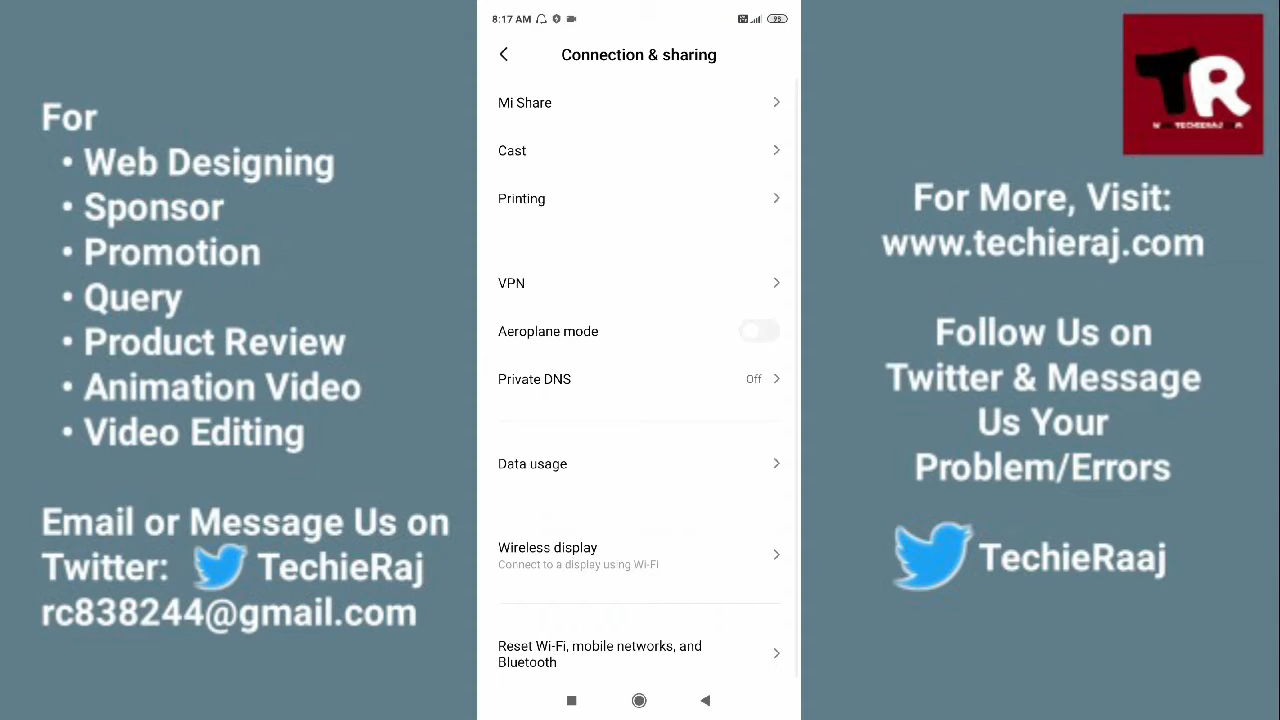 For
• Web Designing
• Sponsor
• Promotion
• Query
• Product Review
• Animation Video
• Video Editing
Email or Message Us on
Twitter: TechieRaj
rc838244@gmail.com
8:17 AM
98
Connection & sharing
Mi Share
Cast
Printing
VPN
Aeroplane mode
Private DNS Off
Data usage
Wireless display
Connect to a display using Wi-Fi
Reset Wi-Fi, mobile networks, and
Bluetooth
TR
For More, Visit:
www.techieraj.com
Follow Us on
Twitter & Message
Us Your
Problem/Errors
TechieRaaj